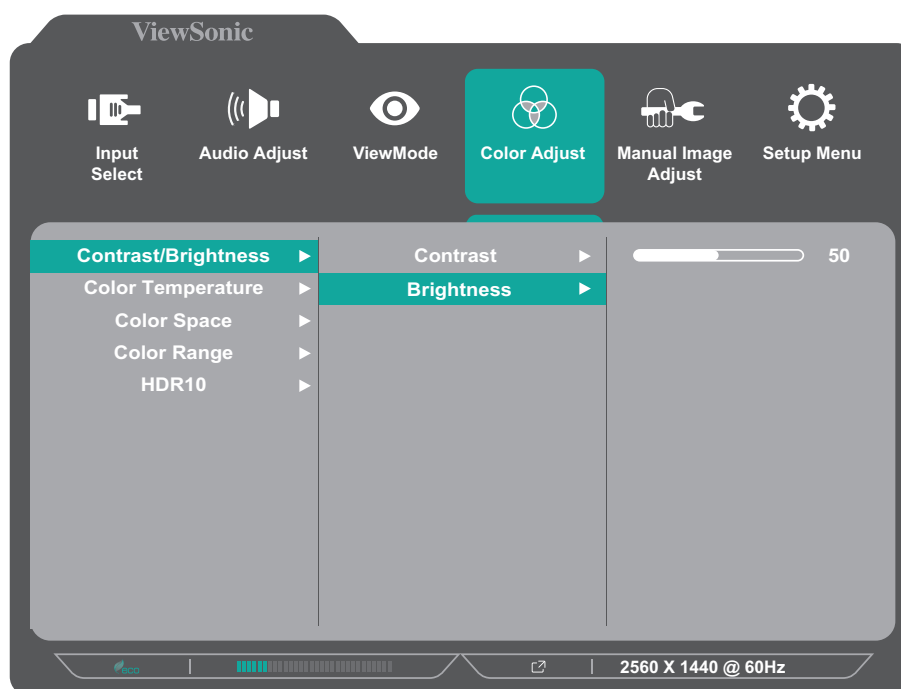 ViewSonic
Input
Select
Audio Adjust
ViewMode
Color Adjust
Manual Image
Adjust
Setup Menu
Contrast/Brightness
Color Temperature
Color Space
Color Range
HDR10
Contrast
Brightness
50
eco
2560 X 1440 @ 60Hz